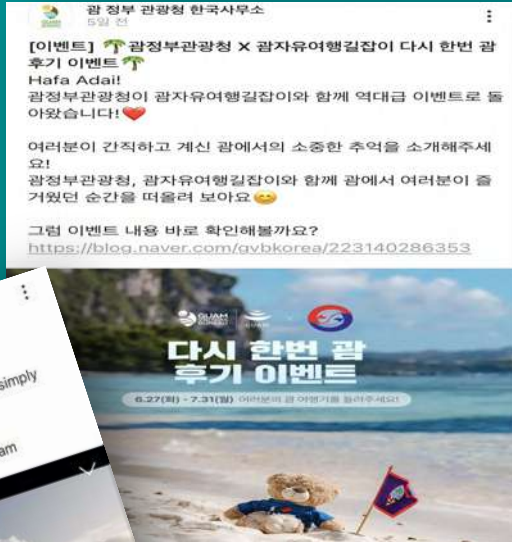 괌 정부 관광청 한국사무소
5일 전
[이벤트] 🌴괌정부관광청 X 괌자유여행길잡이 다시 한번 괌
후기 이벤트🌴
Hafa Adai!
괌정부관광청이 괌자유여행길잡이와 함께 역대급 이벤트로 돌
아왔습니다!❤️
여러분이 간직하고 계신 괌에서의 소중한 추억을 소개해주세
요!
괌정부관광청, 괌자유여행길잡이와 함께 괌에서 여러분이 즐
거웠던 순간을 떠올려 보아요😊
그럼 이벤트 내용 바로 확인해볼까요?
https://blog.naver.com/gvbkorea/223140286353
simply
am
GUAM
GUAM
다시 한번 괌
후기 이벤트
6.27(화) - 7.31(월) 여러분의 괌 여행기를 들려주세요!